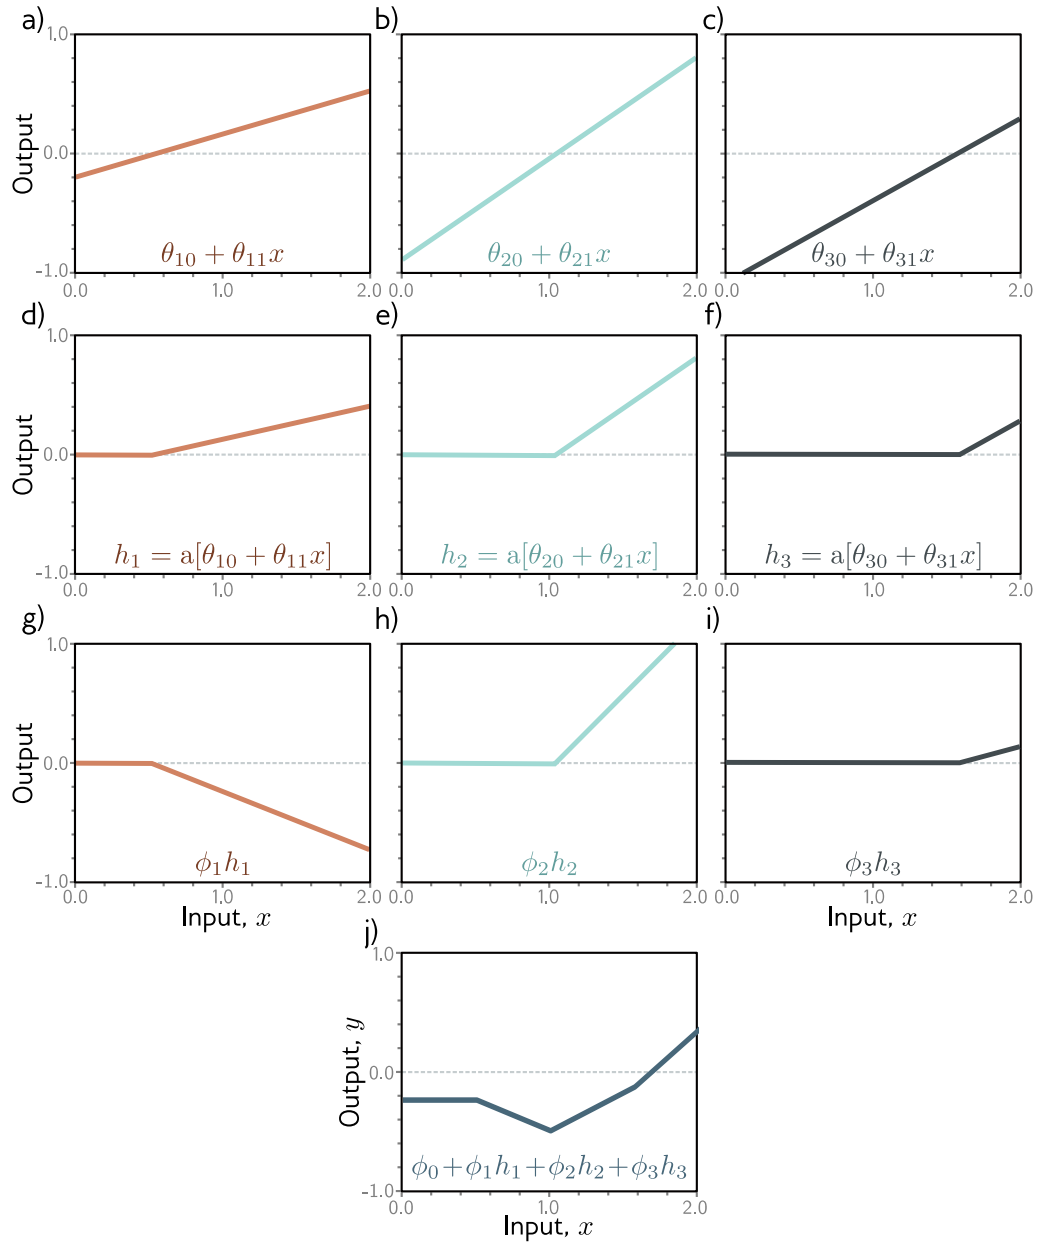 a)
b)
c)
1.0
0.0
-1.0
Output
θ₁₀ + θ₁₁x
θ₂₀ + θ₂₁x
θ₃₀ + θ₃₁x
0.0 1.0 2.0
0.0 1.0 2.0
0.0 1.0 2.0
d)
e)
f)
1.0
0.0
-1.0
Output
h₁ = a[θ₁₀ + θ₁₁x]
h₂ = a[θ₂₀ + θ₂₁x]
h₃ = a[θ₃₀ + θ₃₁x]
0.0 1.0 2.0
0.0 1.0 2.0
0.0 1.0 2.0
g)
h)
i)
1.0
0.0
-1.0
Output
ϕ₁h₁
ϕ₂h₂
ϕ₃h₃
0.0 1.0 2.0
0.0 1.0 2.0
0.0 1.0 2.0
Input, x
j)
1.0
0.0
-1.0
Output, y
ϕ₀+ϕ₁h₁+ϕ₂h₂+ϕ₃h₃
0.0 1.0 2.0
Input, x